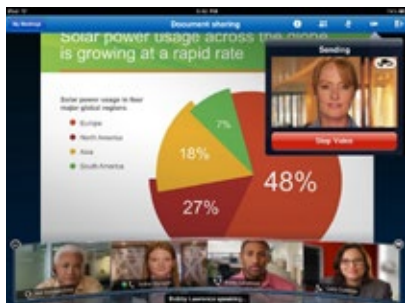 My Meetings
Document sharing
Solar power usage across the globe
is growing at a rapid rate
Sending
Stop Video
Solar power usage in four
major global regions:
Europe
North America
Asia
South America
7%
18%
48%
27%
Bobby Lawrence speaking...